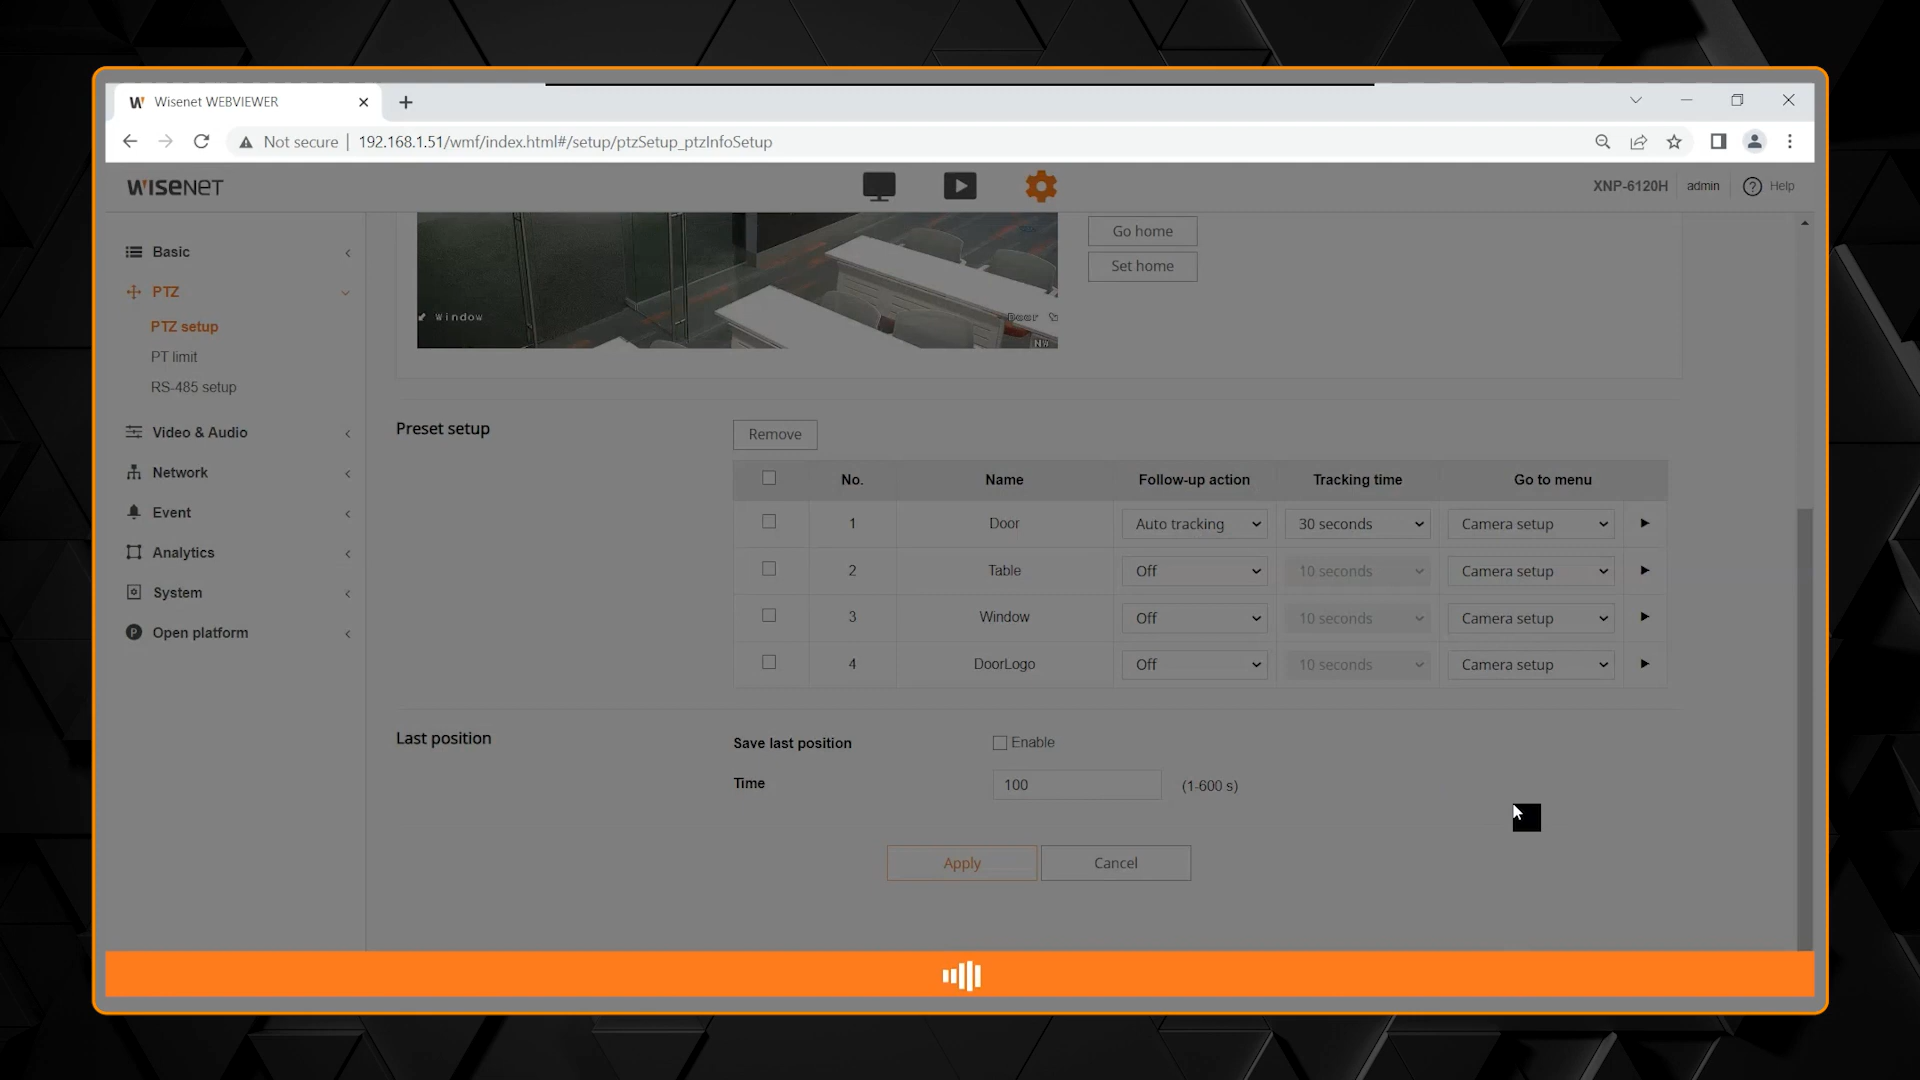 Wisenet WEBVIEWER
Not secure | 192.168.1.51/wmf/index.html#/setup/ptzSetup_ptzInfoSetup
WISENET
XNP-6120H admin ? Help
Basic
PTZ
PTZ setup
PT limit
RS-485 setup
Video & Audio
Network
Event
Analytics
System
Open platform
Window
Door
NW
Go home
Set home
Preset setup
Remove
No. Name Follow-up action Tracking time Go to menu
1 Door Auto tracking 30 seconds Camera setup
2 Table Off 10 seconds Camera setup
3 Window Off 10 seconds Camera setup
4 DoorLogo Off 10 seconds Camera setup
Last position
Save last position Enable
Time 100 (1-600 s)
Apply Cancel